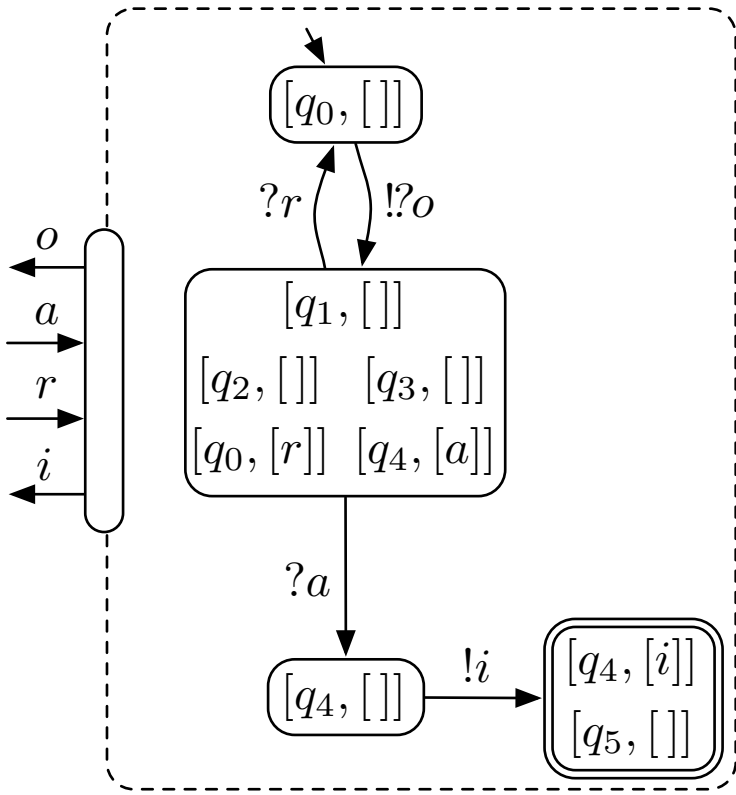 [q₀, [ ]]
?r
!?o
o
a
r
i
[q₁, [ ]]
[q₂, [ ]] [q₃, [ ]]
[q₀, [r]] [q₄, [a]]
?a
[q₄, [ ]]
!i
[q₄, [i]]
[q₅, [ ]]